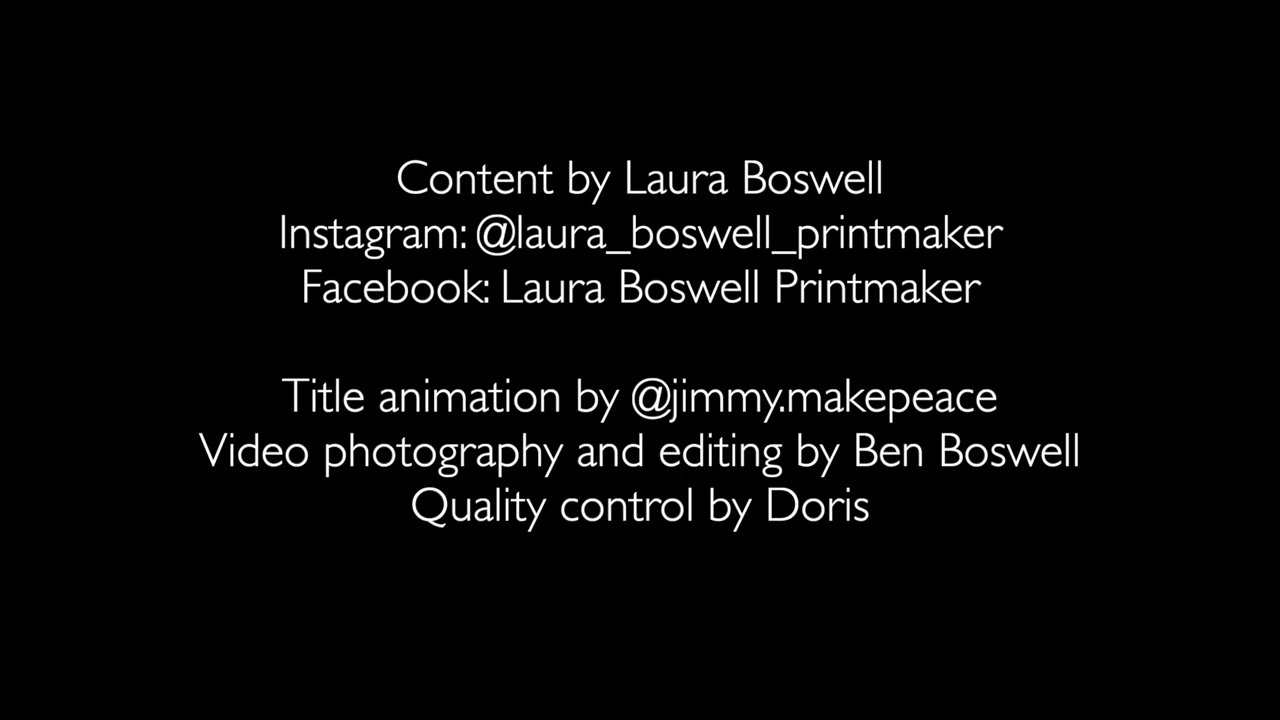 Content by Laura Boswell
Instagram: @laura_boswell_printmaker
Facebook: Laura Boswell Printmaker
Title animation by @jimmy.makepeace
Video photography and editing by Ben Boswell
Quality control by Doris